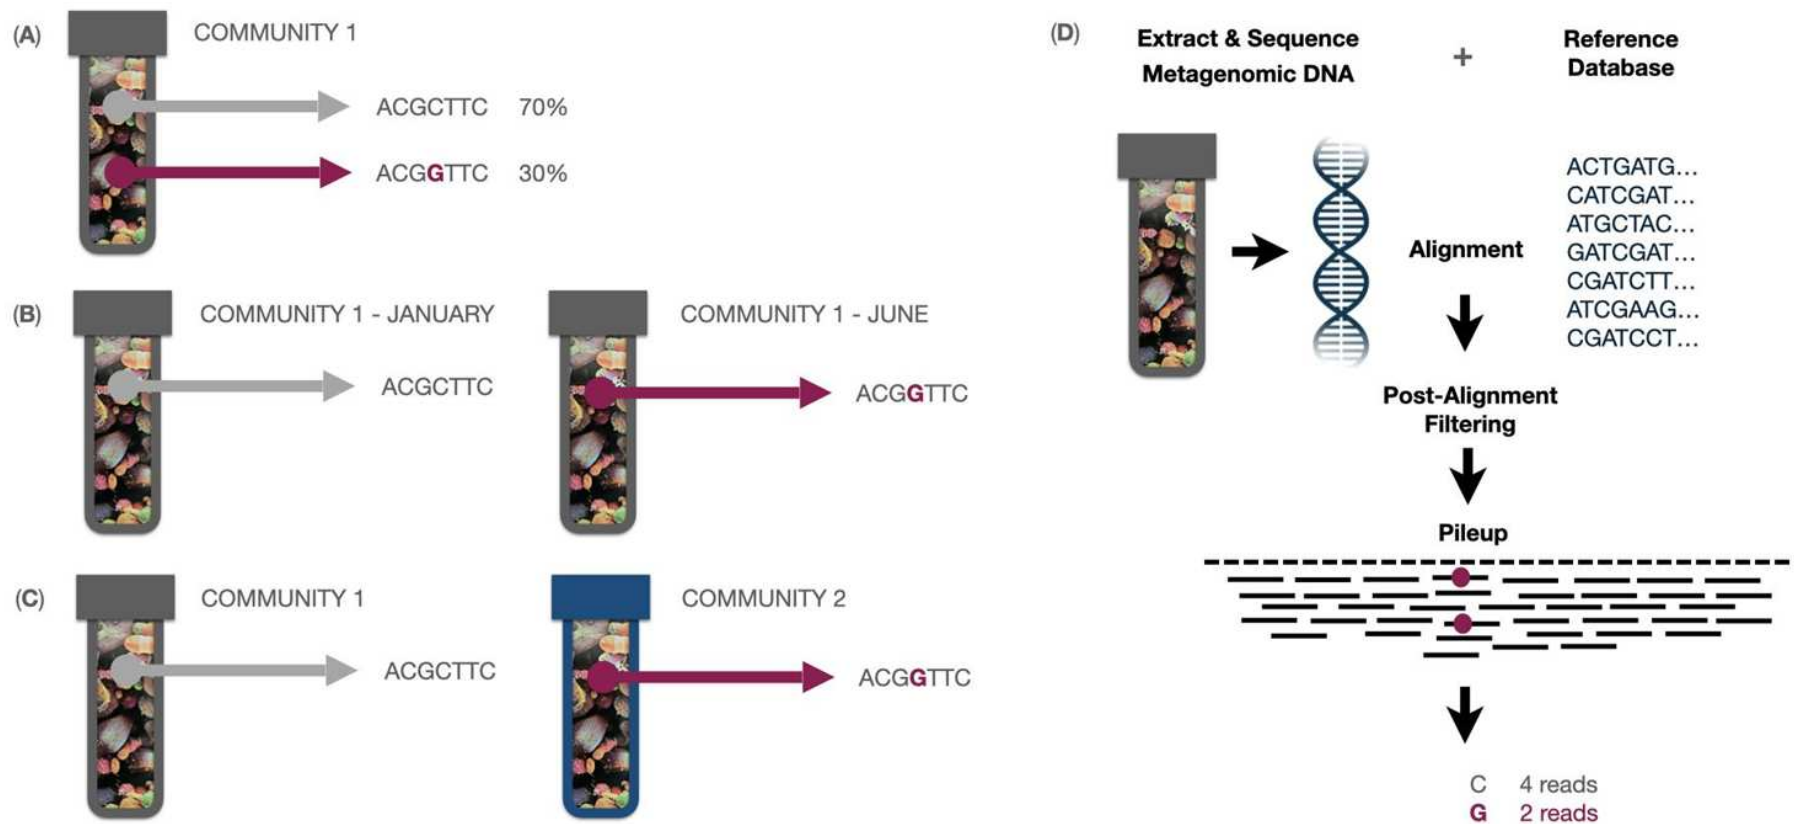 (A)
COMMUNITY 1
ACGCTTC 70%
ACGGTTC 30%
(B)
COMMUNITY 1 - JANUARY
ACGCTTC
COMMUNITY 1 - JUNE
ACGGTTC
(C)
COMMUNITY 1
ACGCTTC
COMMUNITY 2
ACGGTTC
(D)
Extract & Sequence
Metagenomic DNA
+
Reference
Database
ACTGATG...
CATCGAT...
ATGCTAC...
GATCGAT...
CGATCTT...
ATCGAAG...
CGATCCT...
Alignment
Post-Alignment
Filtering
Pileup
C 4 reads
G 2 reads